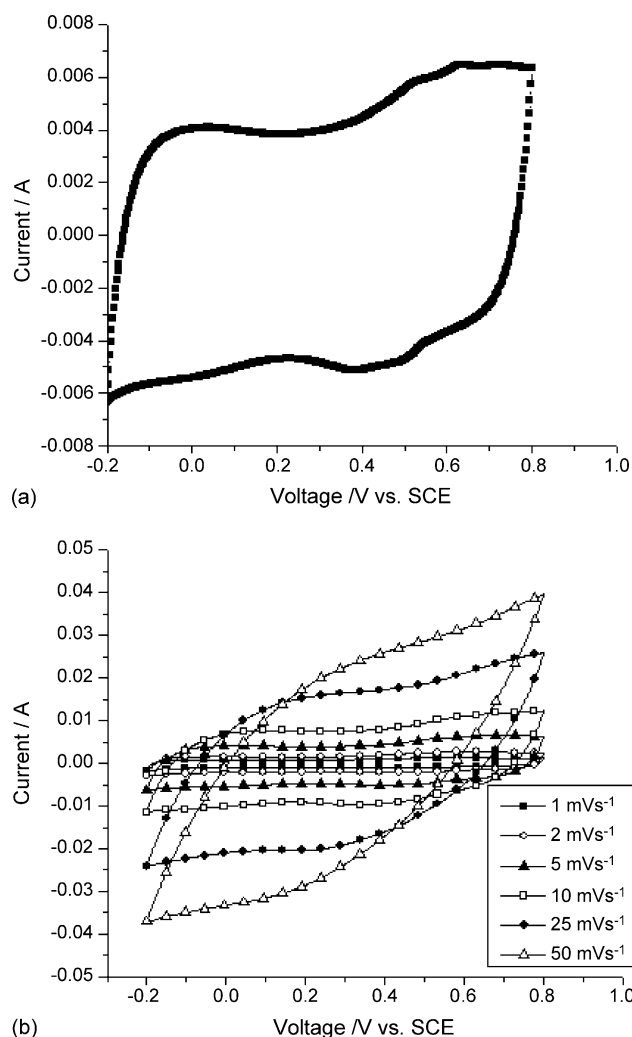 0.008
0.006
0.004
0.002
0.000
-0.002
-0.004
-0.006
-0.008
Current / A
-0.2 0.0 0.2 0.4 0.6 0.8 1.0
(a)
Voltage /V vs. SCE
0.05
0.04
0.03
0.02
0.01
0.00
-0.01
-0.02
-0.03
-0.04
-0.05
Current / A
1 mVs⁻¹
2 mVs⁻¹
5 mVs⁻¹
10 mVs⁻¹
25 mVs⁻¹
50 mVs⁻¹
-0.2 0.0 0.2 0.4 0.6 0.8 1.0
(b)
Voltage /V vs. SCE